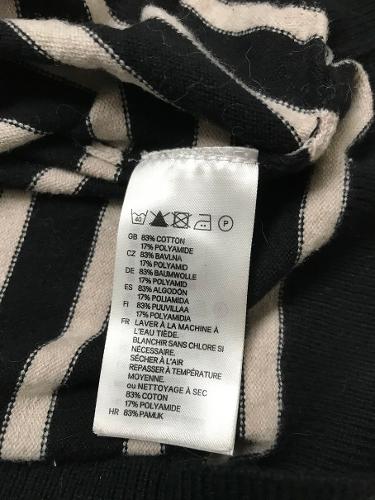 40 P
GB 83% COTTON
17% POLYAMIDE
CZ 83% BAVLNA
17% POLYAMID
DE 83% BAUMWOLLE
17% POLYAMID
ES 83% ALGODÓN
17% POLIAMIDA
FI 83% PUUVILLAA
17% POLYAMIDIA
FR LAVER À LA MACHINE À
L'EAU TIÈDE.
BLANCHIR SANS CHLORE SI
NÉCESSAIRE.
SÉCHER À L'AIR
REPASSER À TEMPÉRATURE
MOYENNE.
ou NETTOYAGE À SEC
83% COTON
17% POLYAMIDE
HR 83% PAMUK